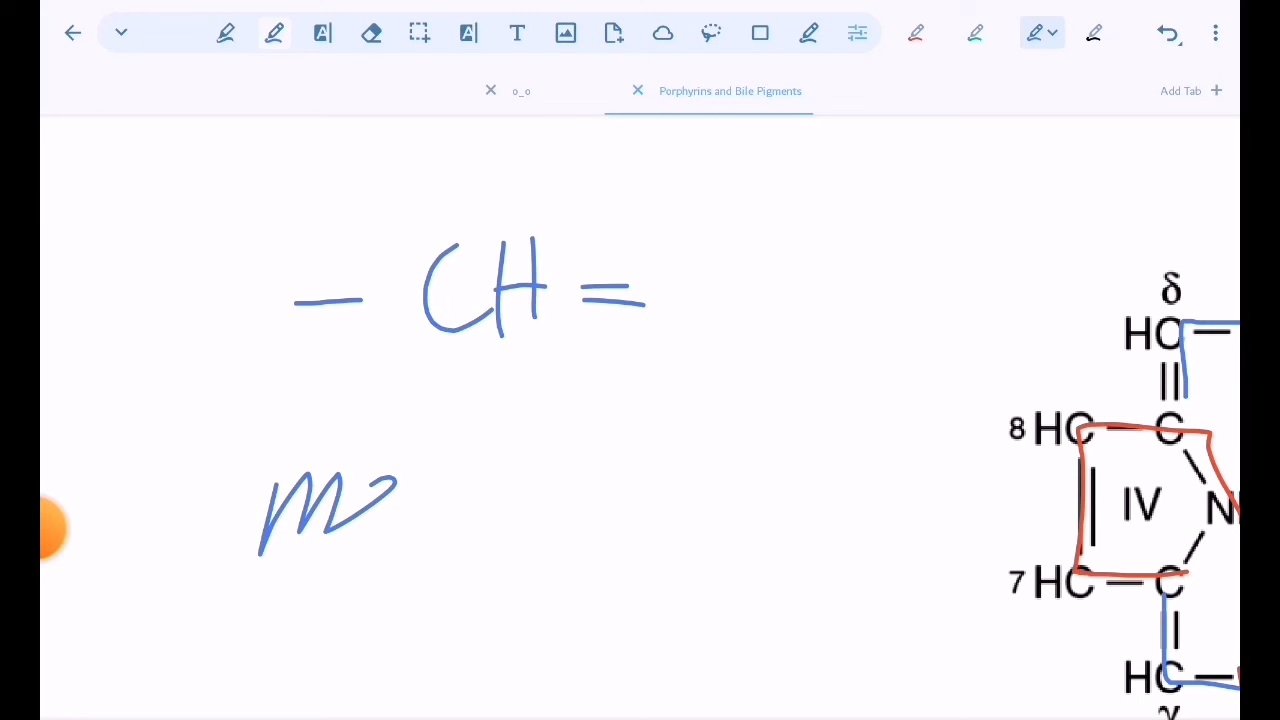 o_o
Porphyrins and Bile Pigments
Add Tab
– CH =
δ
HC —
8 HC — C
IV
N
7 HC — C
HC —
γ